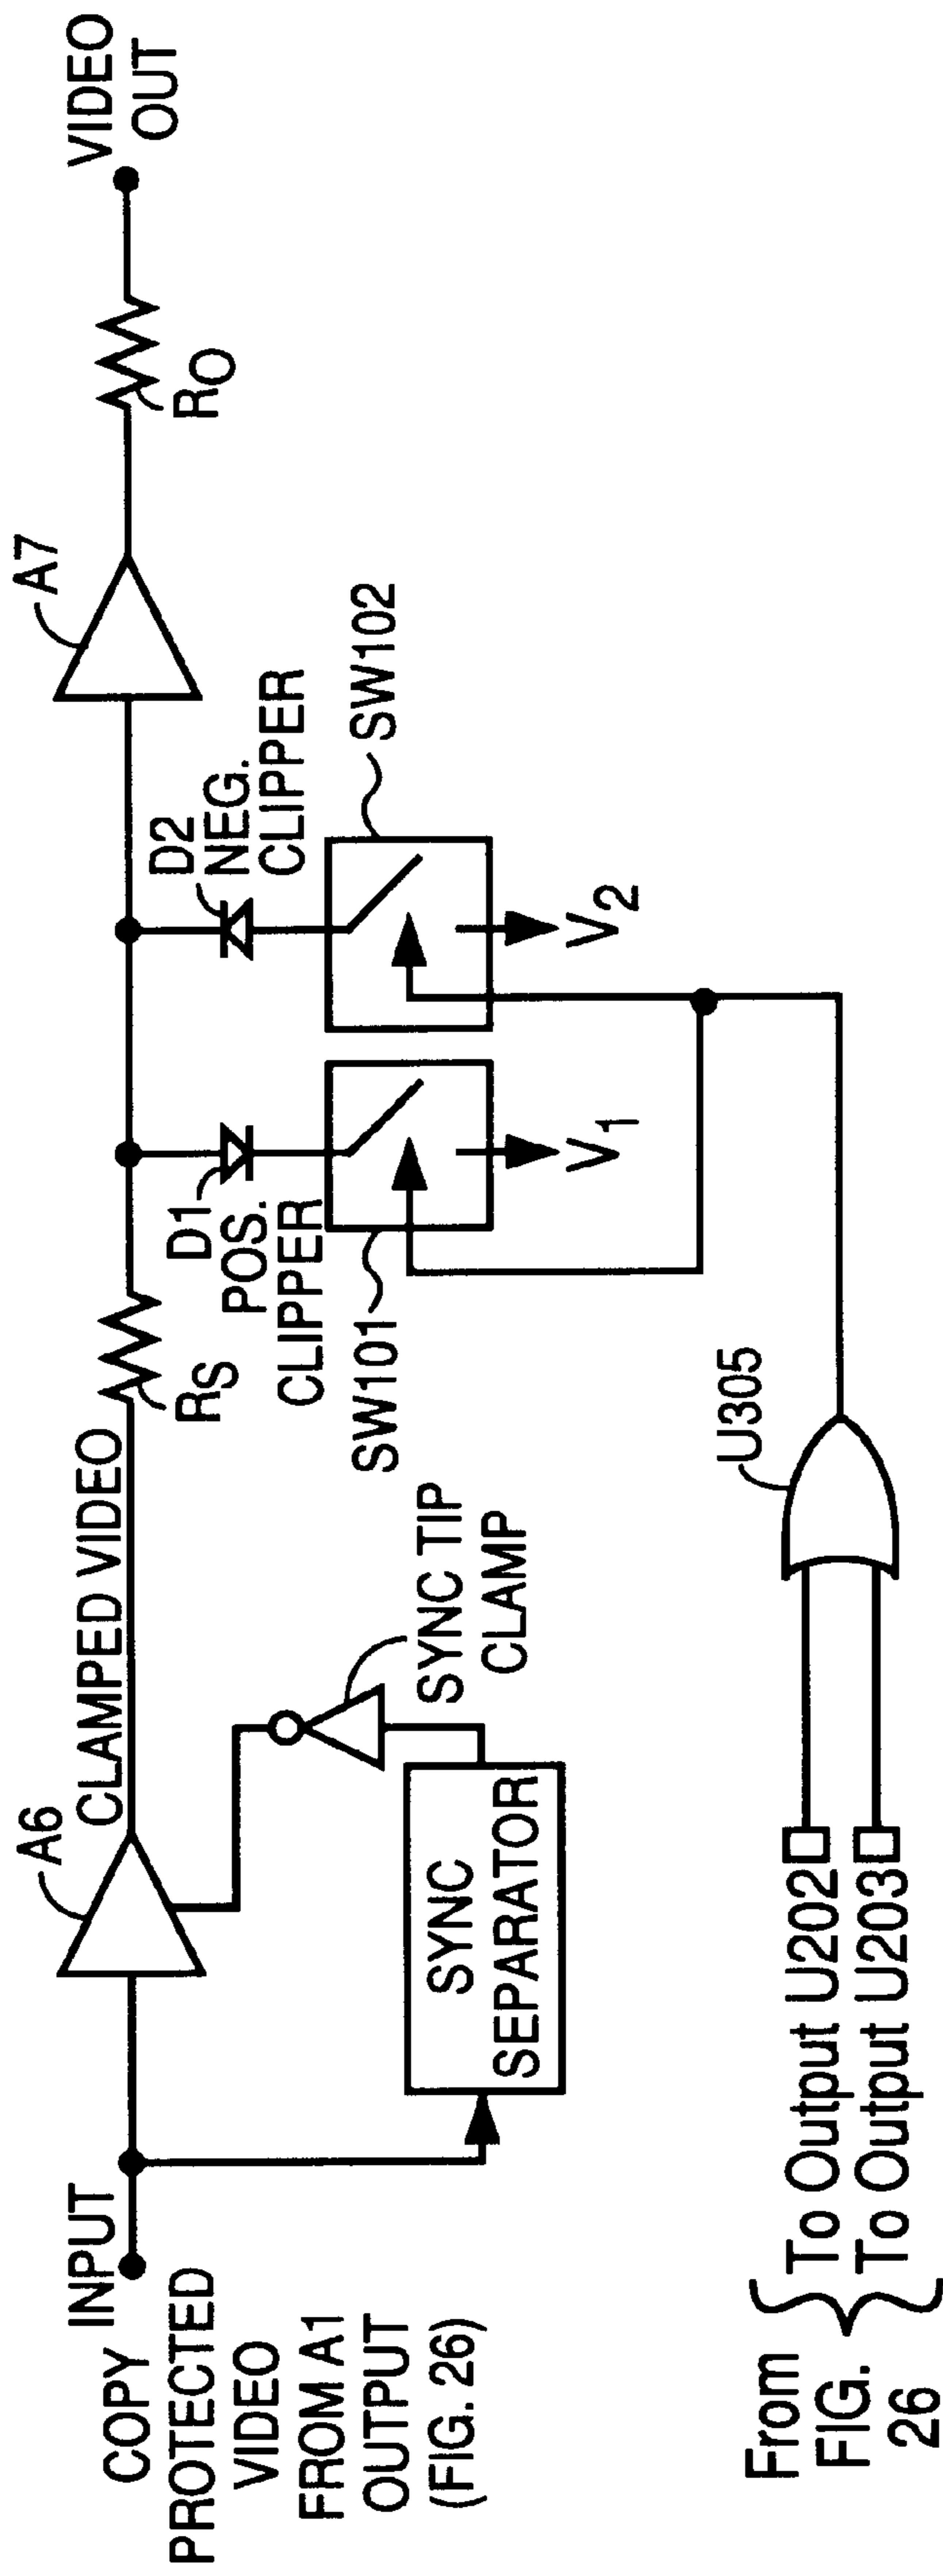 COPY INPUT
PROTECTED
VIDEO
FROM A1
OUTPUT
(FIG. 26)
A6
CLAMPED VIDEO
SYNC
SEPARATOR
SYNC TIP
CLAMP
RS
D1
POS.
CLIPPER
SW101
V1
D2
NEG.
CLIPPER
SW102
V2
A7
RO
VIDEO
OUT
From
FIG.
26
To Output U202
To Output U203
U305